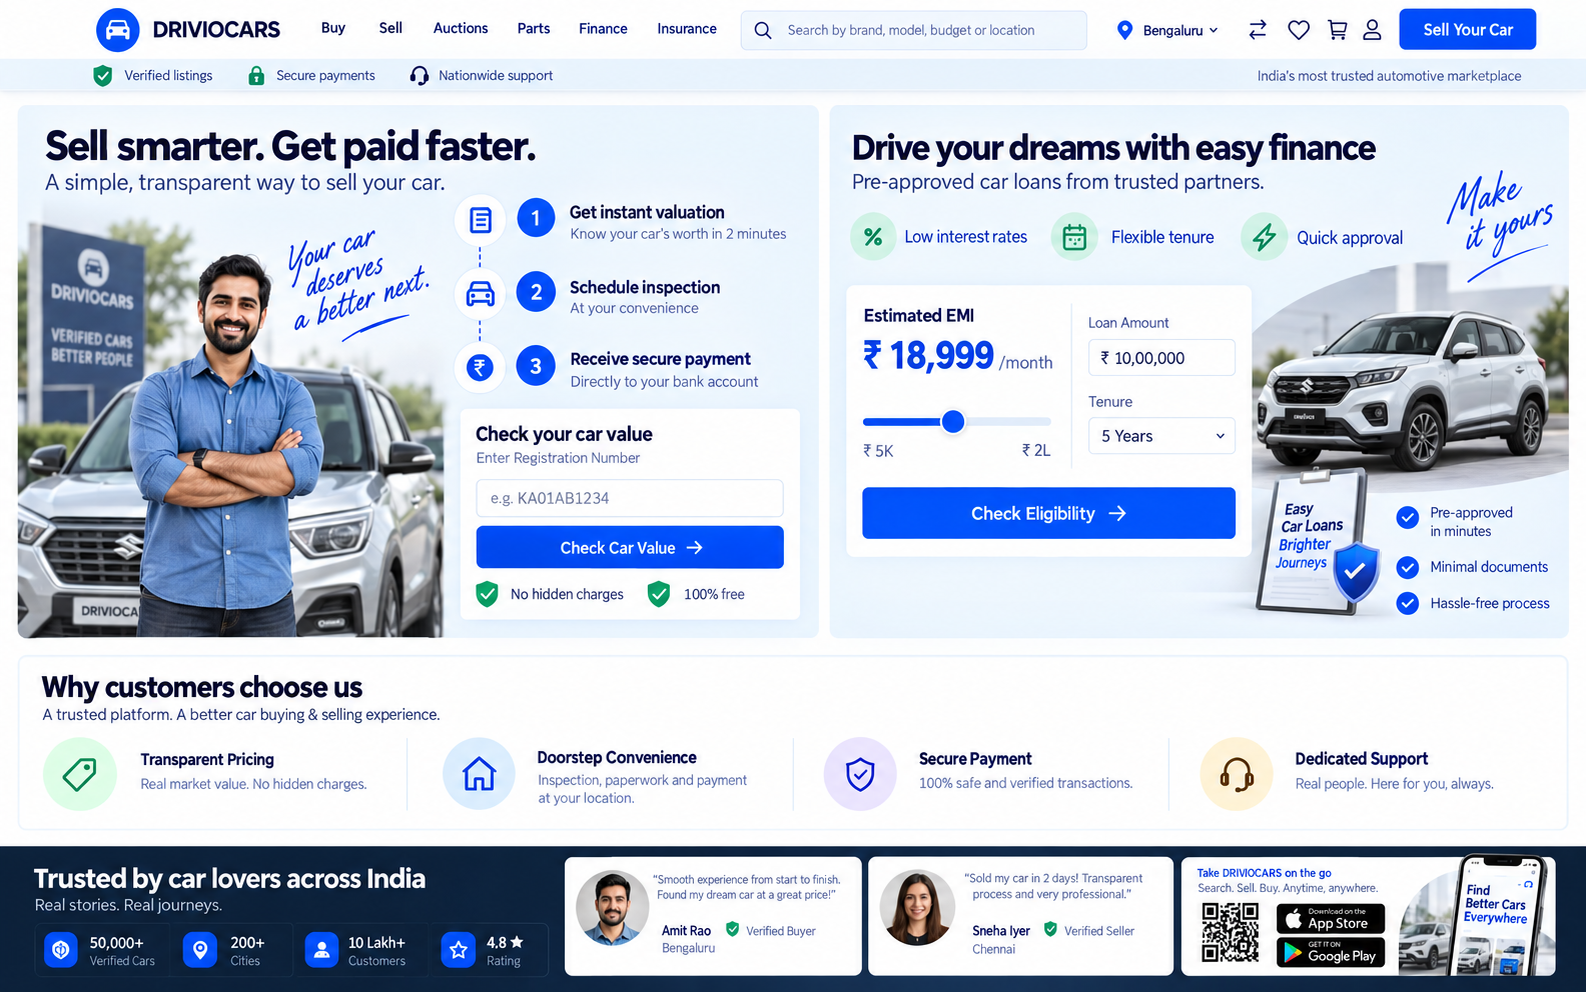 DRIVIOCARS
Buy
Sell
Auctions
Parts
Finance
Insurance
Search by brand, model, budget or location
Bengaluru
Sell Your Car
Verified listings
Secure payments
Nationwide support
India's most trusted automotive marketplace
Sell smarter. Get paid faster.
A simple, transparent way to sell your car.
DRIVIOCARS
VERIFIED CARS
BETTER PEOPLE
Your car
deserves
a better next.
1
Get instant valuation
Know your car's worth in 2 minutes
2
Schedule inspection
At your convenience
₹
3
Receive secure payment
Directly to your bank account
Check your car value
Enter Registration Number
e.g. KA01AB1234
Check Car Value →
No hidden charges
100% free
DRIVIOCA
Drive your dreams with easy finance
Pre-approved car loans from trusted partners.
Make
it yours
% Low interest rates
Flexible tenure
Quick approval
Estimated EMI
₹ 18,999 /month
₹ 5K
₹ 2L
Loan Amount
₹ 10,00,000
Tenure
5 Years
Check Eligibility →
Easy
Car Loans
Brighter
Journeys
Pre-approved
in minutes
Minimal documents
Hassle-free process
Why customers choose us
A trusted platform. A better car buying & selling experience.
Transparent Pricing
Real market value. No hidden charges.
Doorstep Convenience
Inspection, paperwork and payment
at your location.
Secure Payment
100% safe and verified transactions.
Dedicated Support
Real people. Here for you, always.
Trusted by car lovers across India
Real stories. Real journeys.
50,000+
Verified Cars
200+
Cities
10 Lakh+
Customers
4.8 ★
Rating
“Smooth experience from start to finish.
Found my dream car at a great price!”
Amit Rao
Verified Buyer
Bengaluru
“Sold my car in 2 days! Transparent
process and very professional.”
Sneha Iyer
Verified Seller
Chennai
Take DRIVIOCARS on the go
Search. Sell. Buy. Anytime, anywhere.
Download on the
App Store
GET IT ON
Google Play
Find
Better Cars
Everywhere